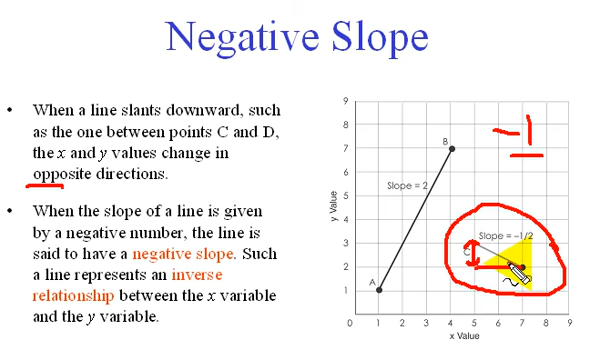 Negative Slope
• When a line slants downward, such
as the one between points C and D,
the x and y values change in
opposite directions.
• When the slope of a line is given
by a negative number, the line is
said to have a negative slope. Such
a line represents an inverse
relationship between the x variable
and the y variable.
y Value
9
8
7
6
5
4
3
2
1
B
Slope = 2
A
−1
Slope = −1/2
C
0 1 2 3 4 5 6 7 8 9
x Value